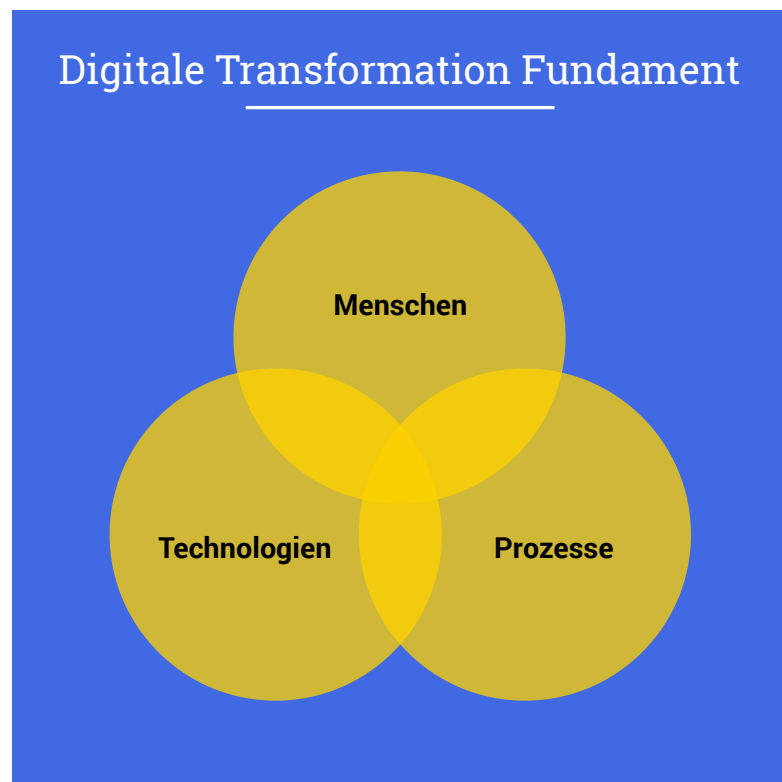 Digitale Transformation Fundament
Menschen
Technologien
Prozesse